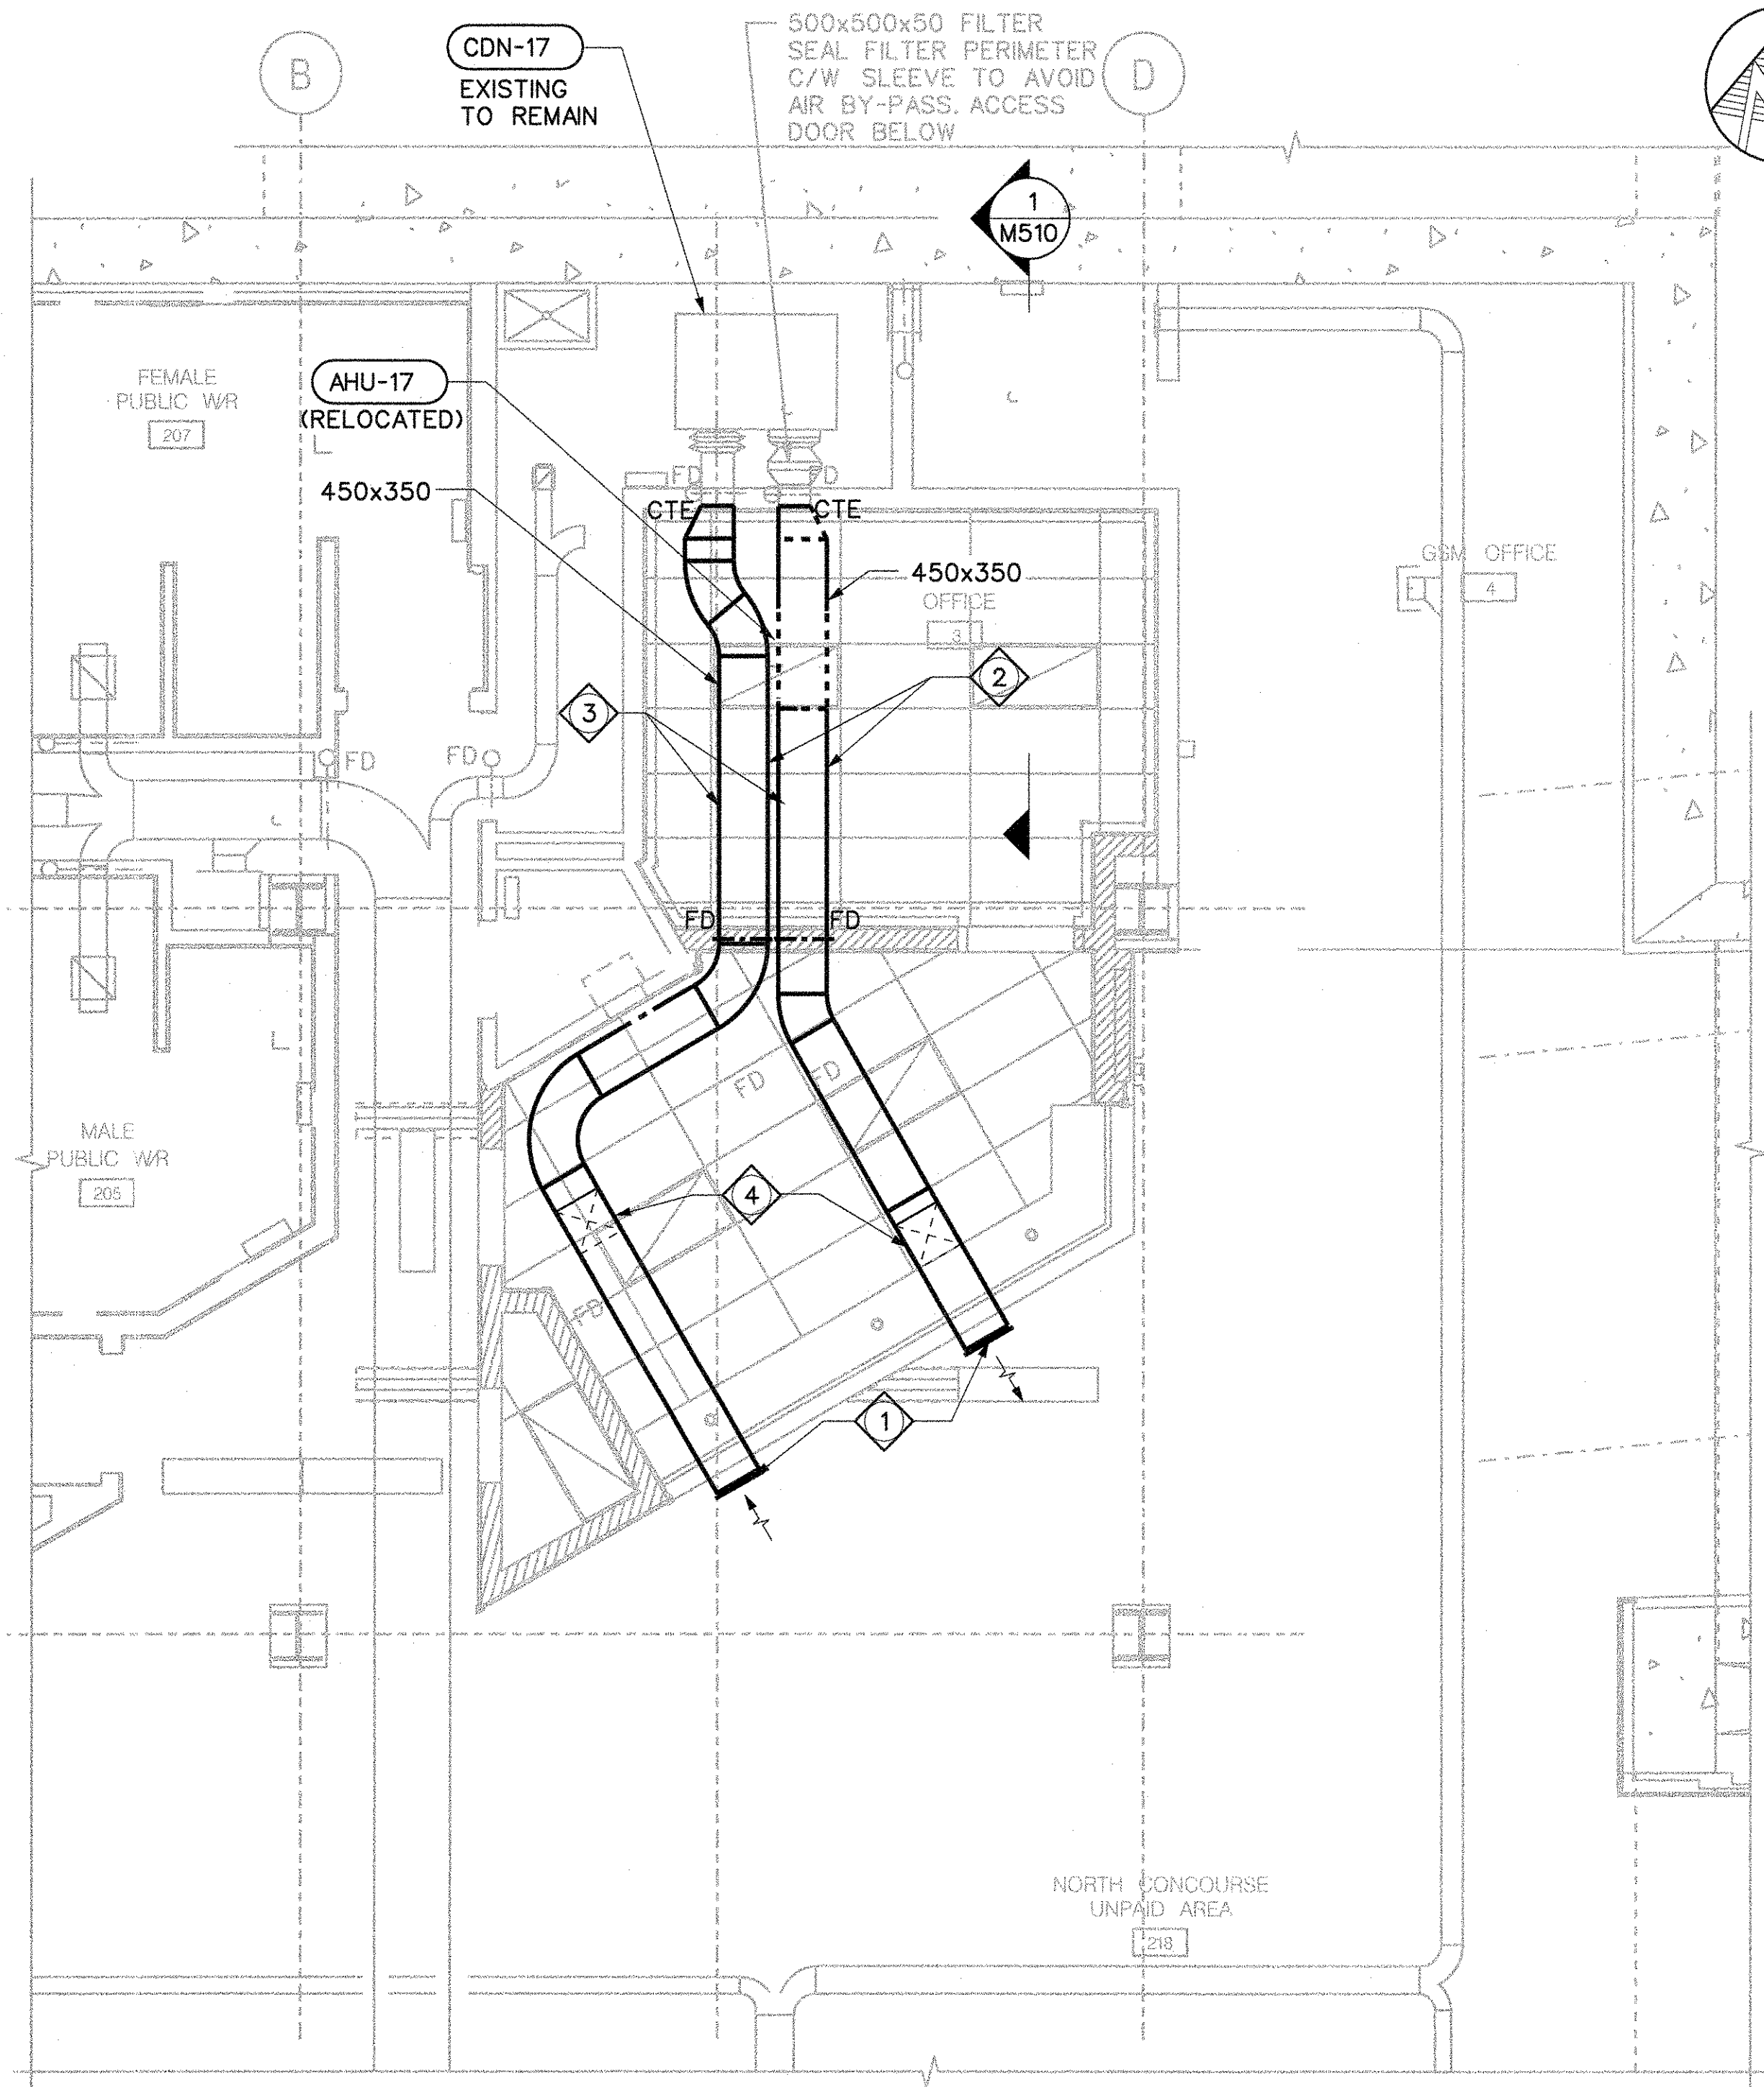 B
CDN-17
EXISTING
TO REMAIN
500x500x50 FILTER
SEAL FILTER PERIMETER
C/W SLEEVE TO AVOID
AIR BY-PASS. ACCESS
DOOR BELOW
D
1
M510
FEMALE
PUBLIC W/R
207
AHU-17
(RELOCATED)
450x350
FD
FD
CTE
CTE
450x350
OFFICE
3
GSM OFFICE
4
2
3
FD
FD
FD
FD
FD
FD
MALE
PUBLIC W/R
205
4
FD
1
NORTH CONCOURSE
UNPAID AREA
218